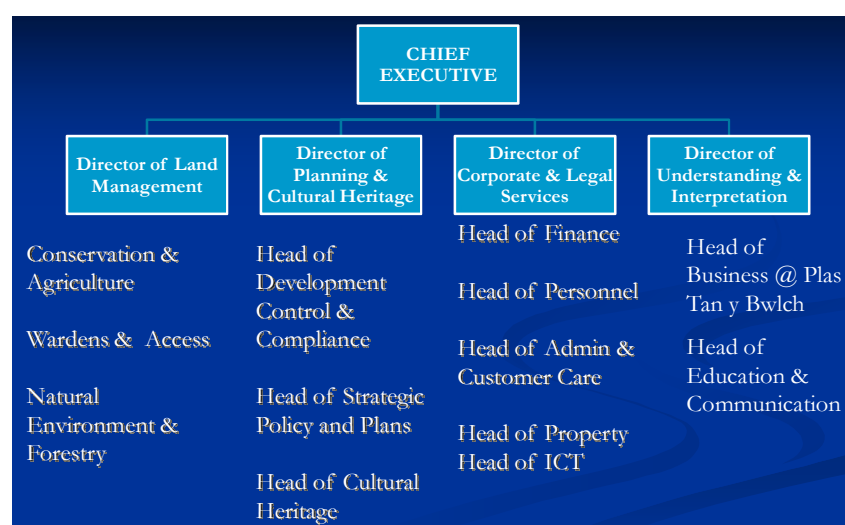 CHIEF
EXECUTIVE
Director of Land
Management
Director of
Planning &
Cultural Heritage
Director of
Corporate & Legal
Services
Director of
Understanding &
Interpretation
Conservation &
Agriculture
Wardens & Access
Natural
Environment &
Forestry
Head of
Development
Control &
Compliance
Head of Strategic
Policy and Plans
Head of Cultural
Heritage
Head of Finance
Head of Personnel
Head of Admin &
Customer Care
Head of Property
Head of ICT
Head of
Business @ Plas
Tan y Bwlch
Head of
Education &
Communication